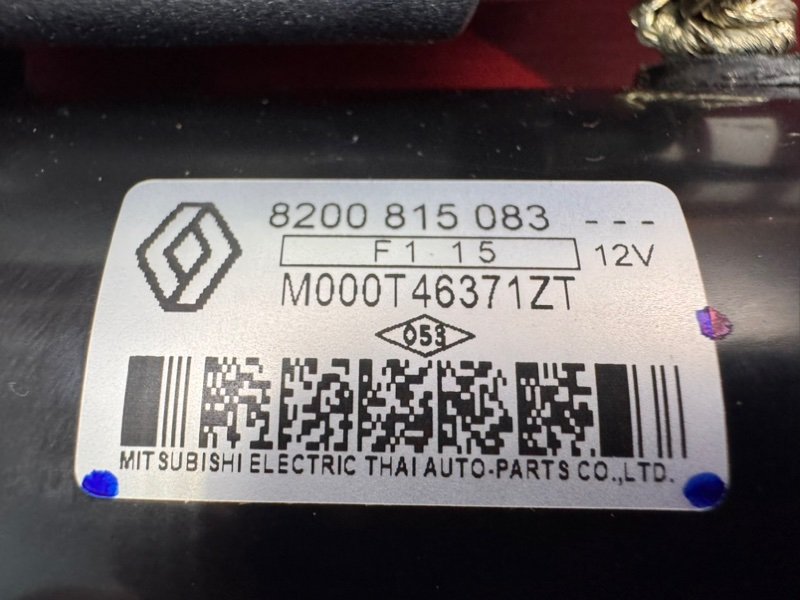 8200 815 083 ---
F1 15 12V
M000T46371ZT
053
MITSUBISHI ELECTRIC THAI AUTO-PARTS CO.,LTD.